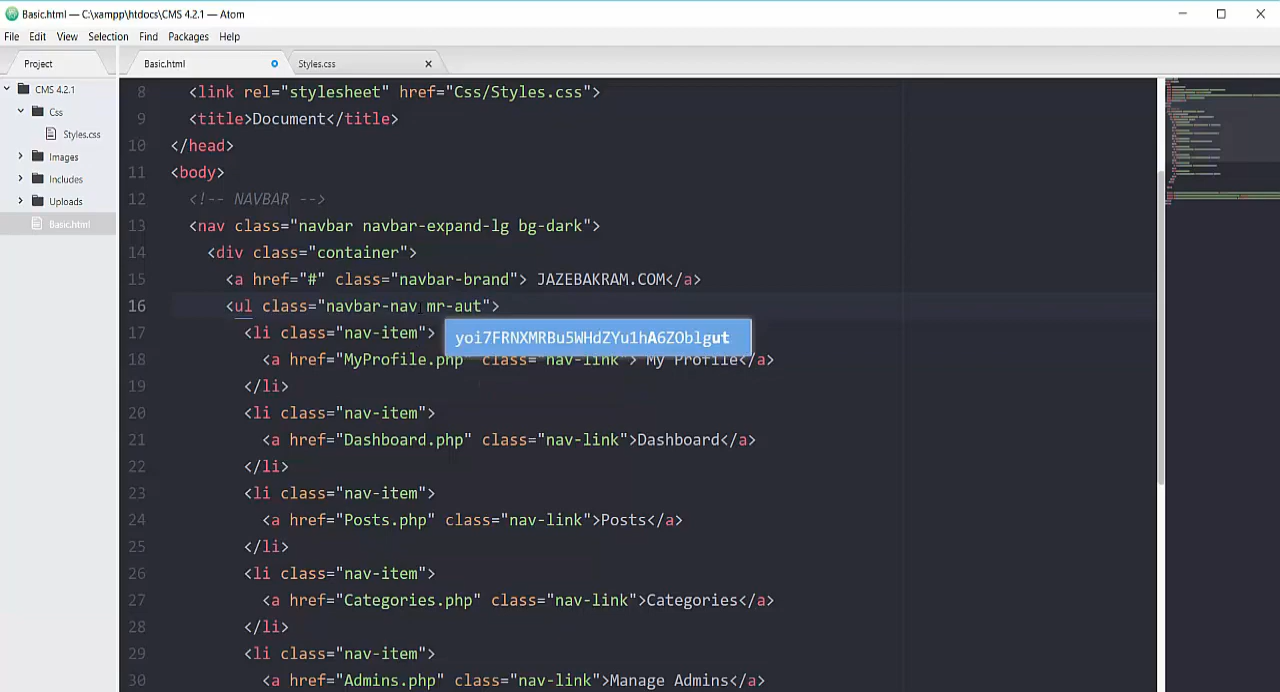 Basic.html — C:\xampp\htdocs\CMS 4.2.1 — Atom
File Edit View Selection Find Packages Help
Project
Basic.html
Styles.css
CMS 4.2.1
Css
Styles.css
Images
Includes
Uploads
Basic.html
8 <link rel="stylesheet" href="Css/Styles.css">
9 <title>Document</title>
10 </head>
11 <body>
12 <!-- NAVBAR -->
13 <nav class="navbar navbar-expand-lg bg-dark">
14 <div class="container">
15 <a href="#" class="navbar-brand"> JAZEBAKRAM.COM</a>
16 <ul class="navbar-nav mr-aut">
17 <li class="nav-item">
yoi7FRNXMRBu5WHdZYu1hA6ZOblgut
18 <a href="MyProfile.php" class="nav-link"> My Profile</a>
19 </li>
20 <li class="nav-item">
21 <a href="Dashboard.php" class="nav-link">Dashboard</a>
22 </li>
23 <li class="nav-item">
24 <a href="Posts.php" class="nav-link">Posts</a>
25 </li>
26 <li class="nav-item">
27 <a href="Categories.php" class="nav-link">Categories</a>
28 </li>
29 <li class="nav-item">
30 <a href="Admins.php" class="nav-link">Manage Admins</a>